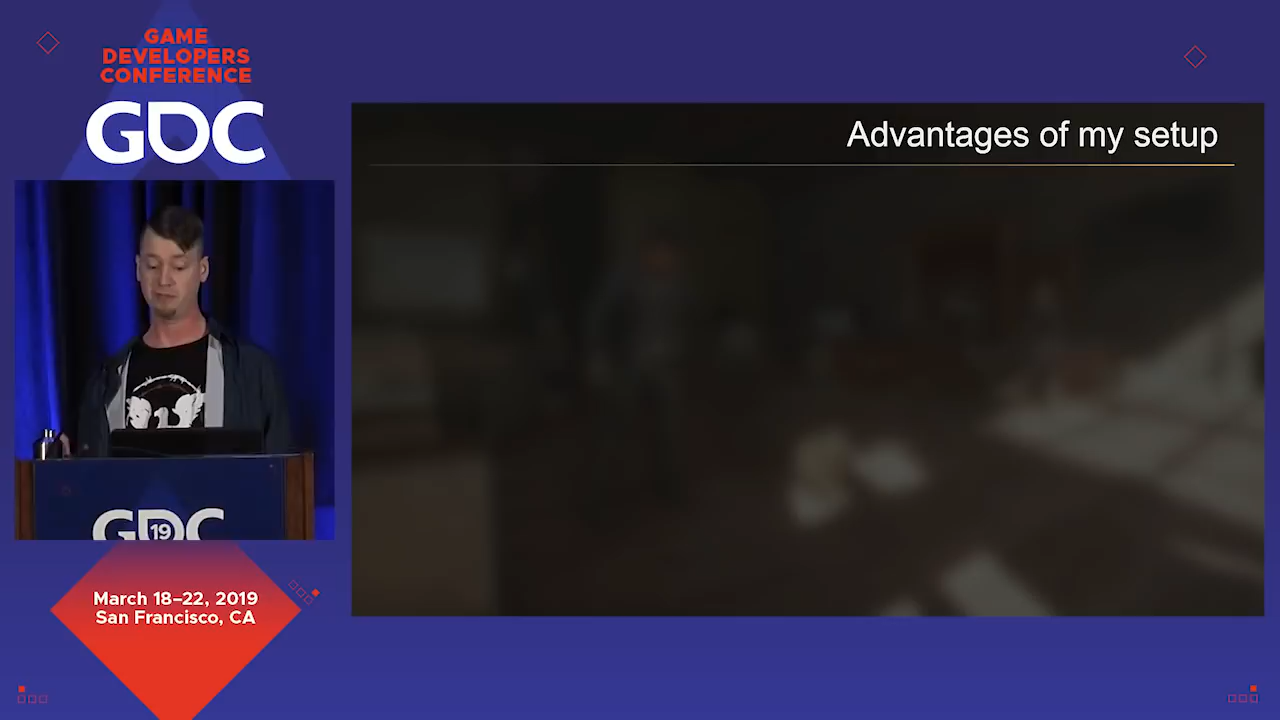 GAME
DEVELOPERS
CONFERENCE
GDC
Advantages of my setup
GDC
19
March 18–22, 2019
San Francisco, CA